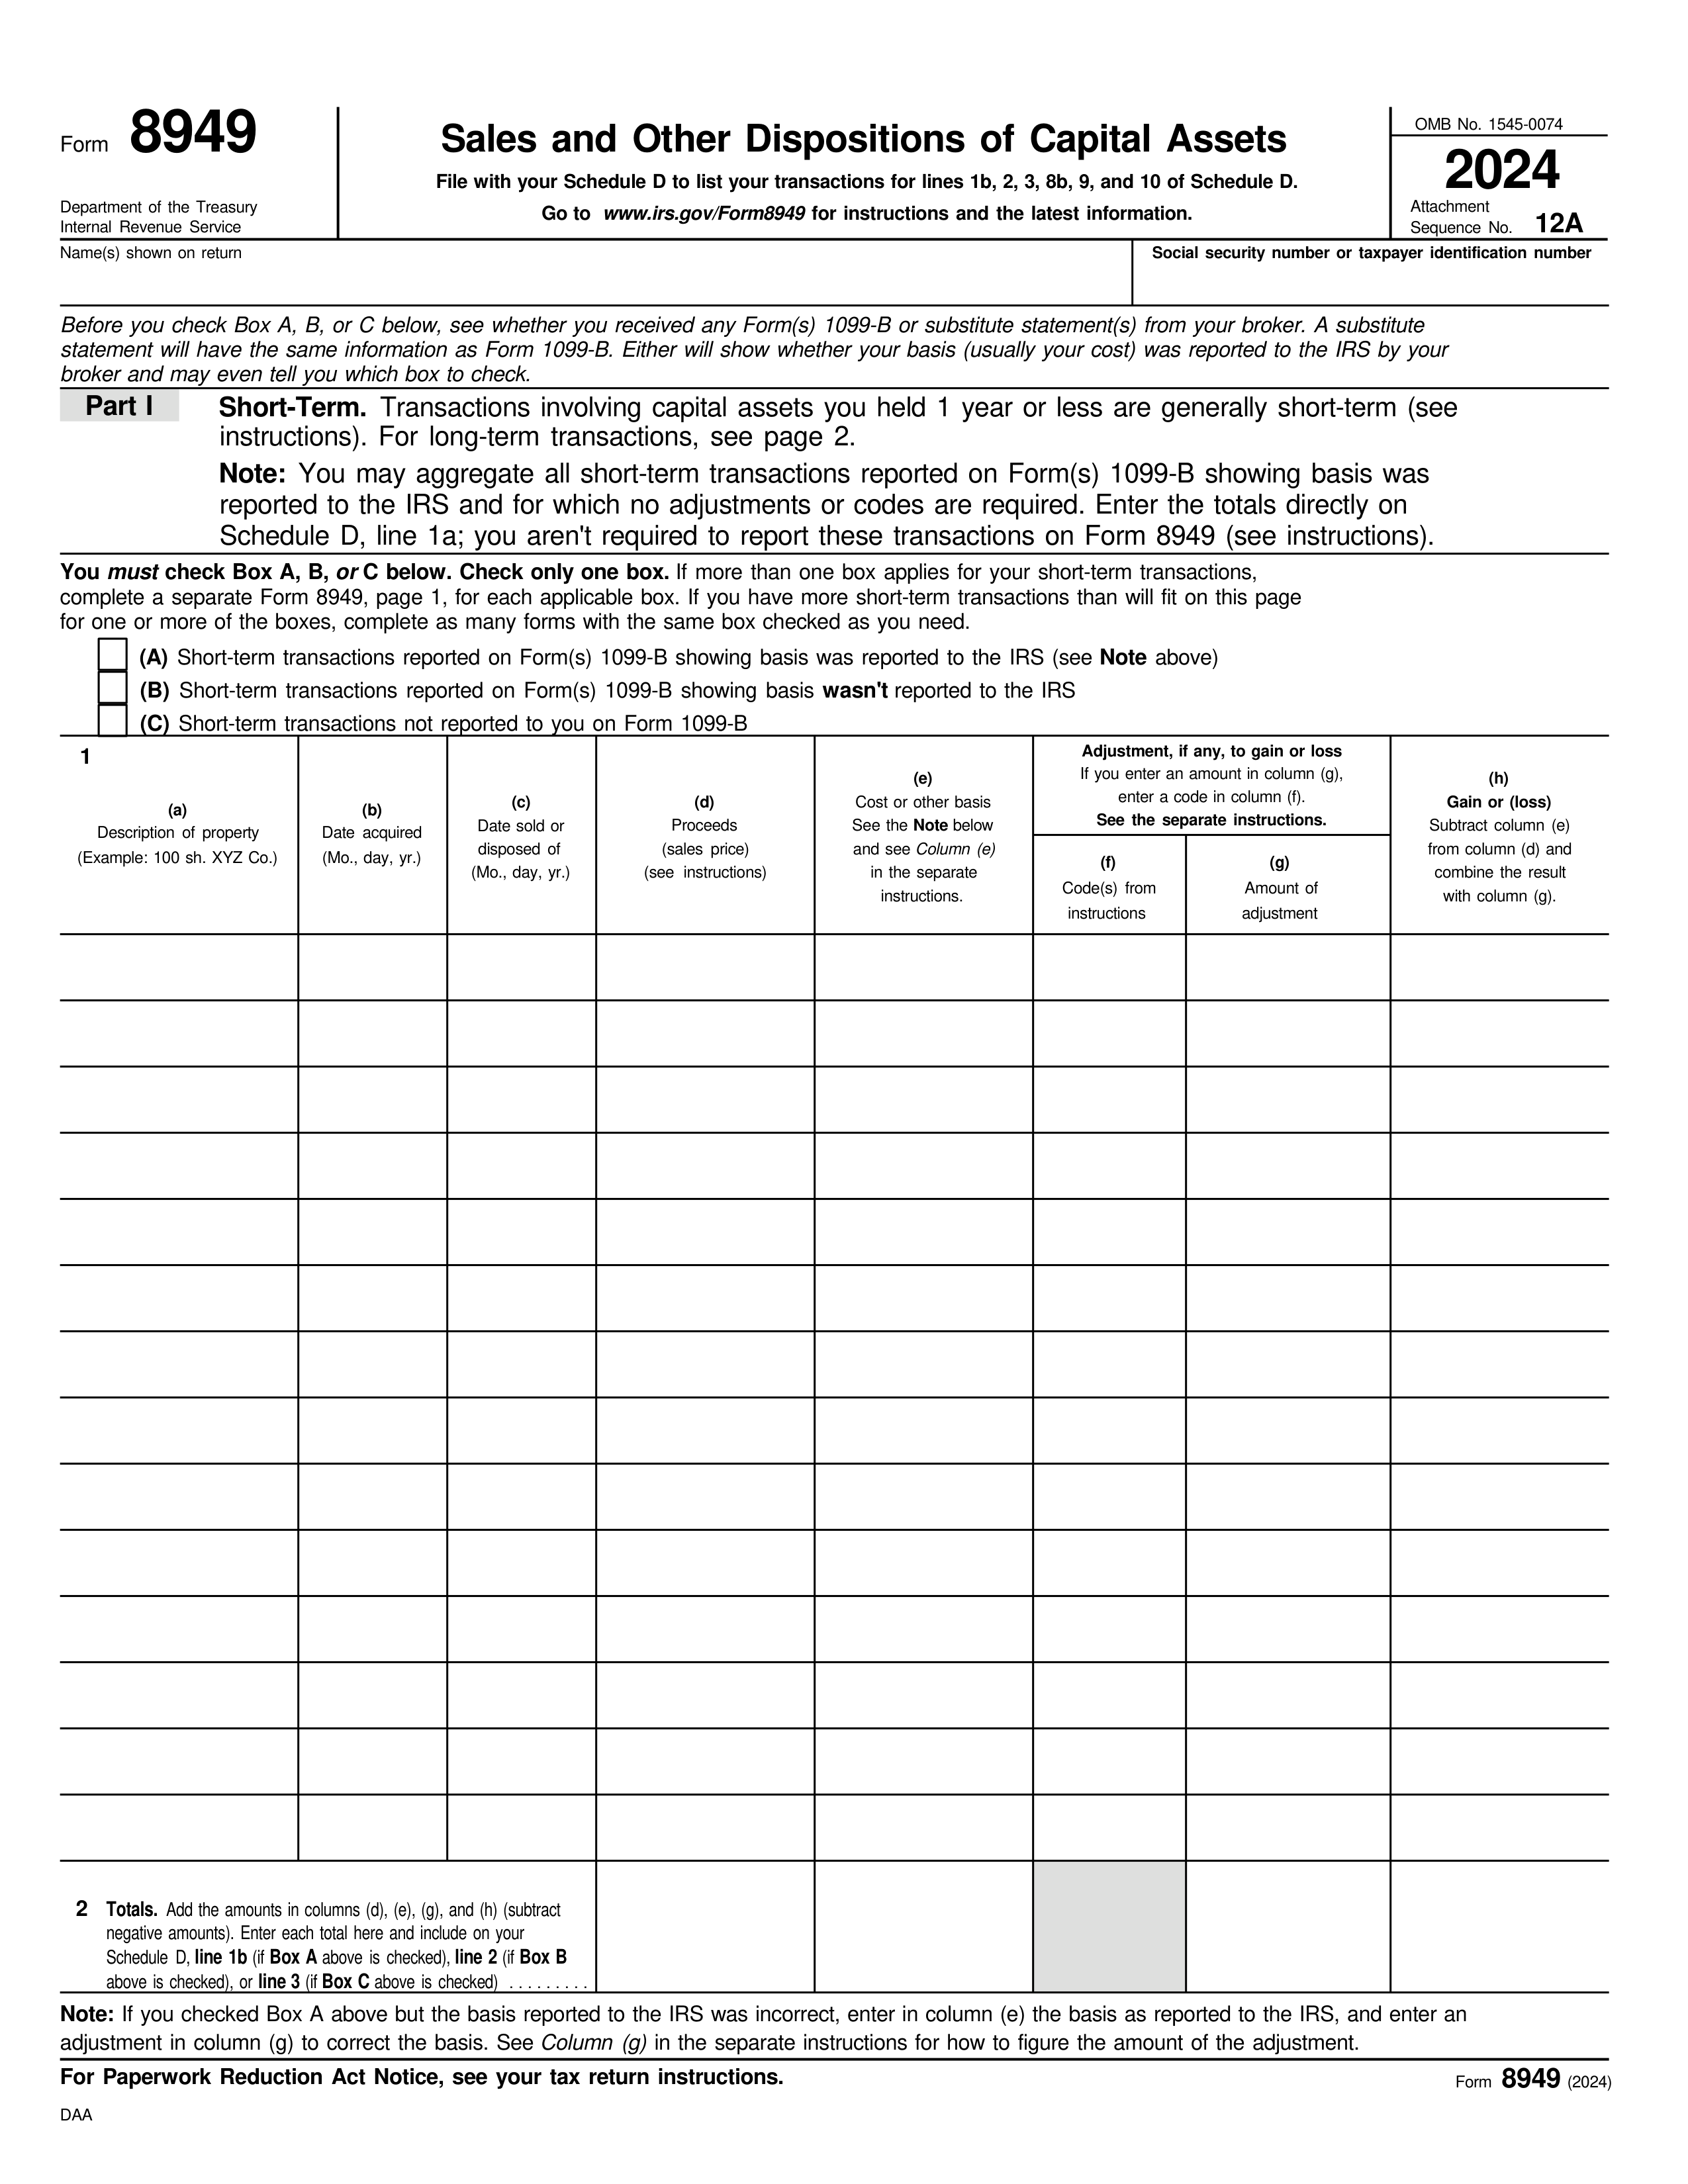 Form 8949
Department of the Treasury
Internal Revenue Service
Sales and Other Dispositions of Capital Assets
File with your Schedule D to list your transactions for lines 1b, 2, 3, 8b, 9, and 10 of Schedule D.
Go to www.irs.gov/Form8949 for instructions and the latest information.
OMB No. 1545-0074
2024
Attachment
Sequence No. 12A
Name(s) shown on return
Social security number or taxpayer identification number
Before you check Box A, B, or C below, see whether you received any Form(s) 1099-B or substitute statement(s) from your broker. A substitute
statement will have the same information as Form 1099-B. Either will show whether your basis (usually your cost) was reported to the IRS by your
broker and may even tell you which box to check.
Part I
Short-Term. Transactions involving capital assets you held 1 year or less are generally short-term (see
instructions). For long-term transactions, see page 2.
Note: You may aggregate all short-term transactions reported on Form(s) 1099-B showing basis was
reported to the IRS and for which no adjustments or codes are required. Enter the totals directly on
Schedule D, line 1a; you aren't required to report these transactions on Form 8949 (see instructions).
You must check Box A, B, or C below. Check only one box. If more than one box applies for your short-term transactions,
complete a separate Form 8949, page 1, for each applicable box. If you have more short-term transactions than will fit on this page
for one or more of the boxes, complete as many forms with the same box checked as you need.
(A) Short-term transactions reported on Form(s) 1099-B showing basis was reported to the IRS (see Note above)
(B) Short-term transactions reported on Form(s) 1099-B showing basis wasn't reported to the IRS
(C) Short-term transactions not reported to you on Form 1099-B
1
(a)
Description of property
(Example: 100 sh. XYZ Co.)
(b)
Date acquired
(Mo., day, yr.)
(c)
Date sold or
disposed of
(Mo., day, yr.)
(d)
Proceeds
(sales price)
(see instructions)
(e)
Cost or other basis
See the Note below
and see Column (e)
in the separate
instructions.
Adjustment, if any, to gain or loss
If you enter an amount in column (g),
enter a code in column (f).
See the separate instructions.
(f)
Code(s) from
instructions
(g)
Amount of
adjustment
(h)
Gain or (loss)
Subtract column (e)
from column (d) and
combine the result
with column (g).
2 Totals. Add the amounts in columns (d), (e), (g), and (h) (subtract
negative amounts). Enter each total here and include on your
Schedule D, line 1b (if Box A above is checked), line 2 (if Box B
above is checked), or line 3 (if Box C above is checked) . . . . . . . . .
Note: If you checked Box A above but the basis reported to the IRS was incorrect, enter in column (e) the basis as reported to the IRS, and enter an
adjustment in column (g) to correct the basis. See Column (g) in the separate instructions for how to figure the amount of the adjustment.
For Paperwork Reduction Act Notice, see your tax return instructions.
Form 8949 (2024)
DAA